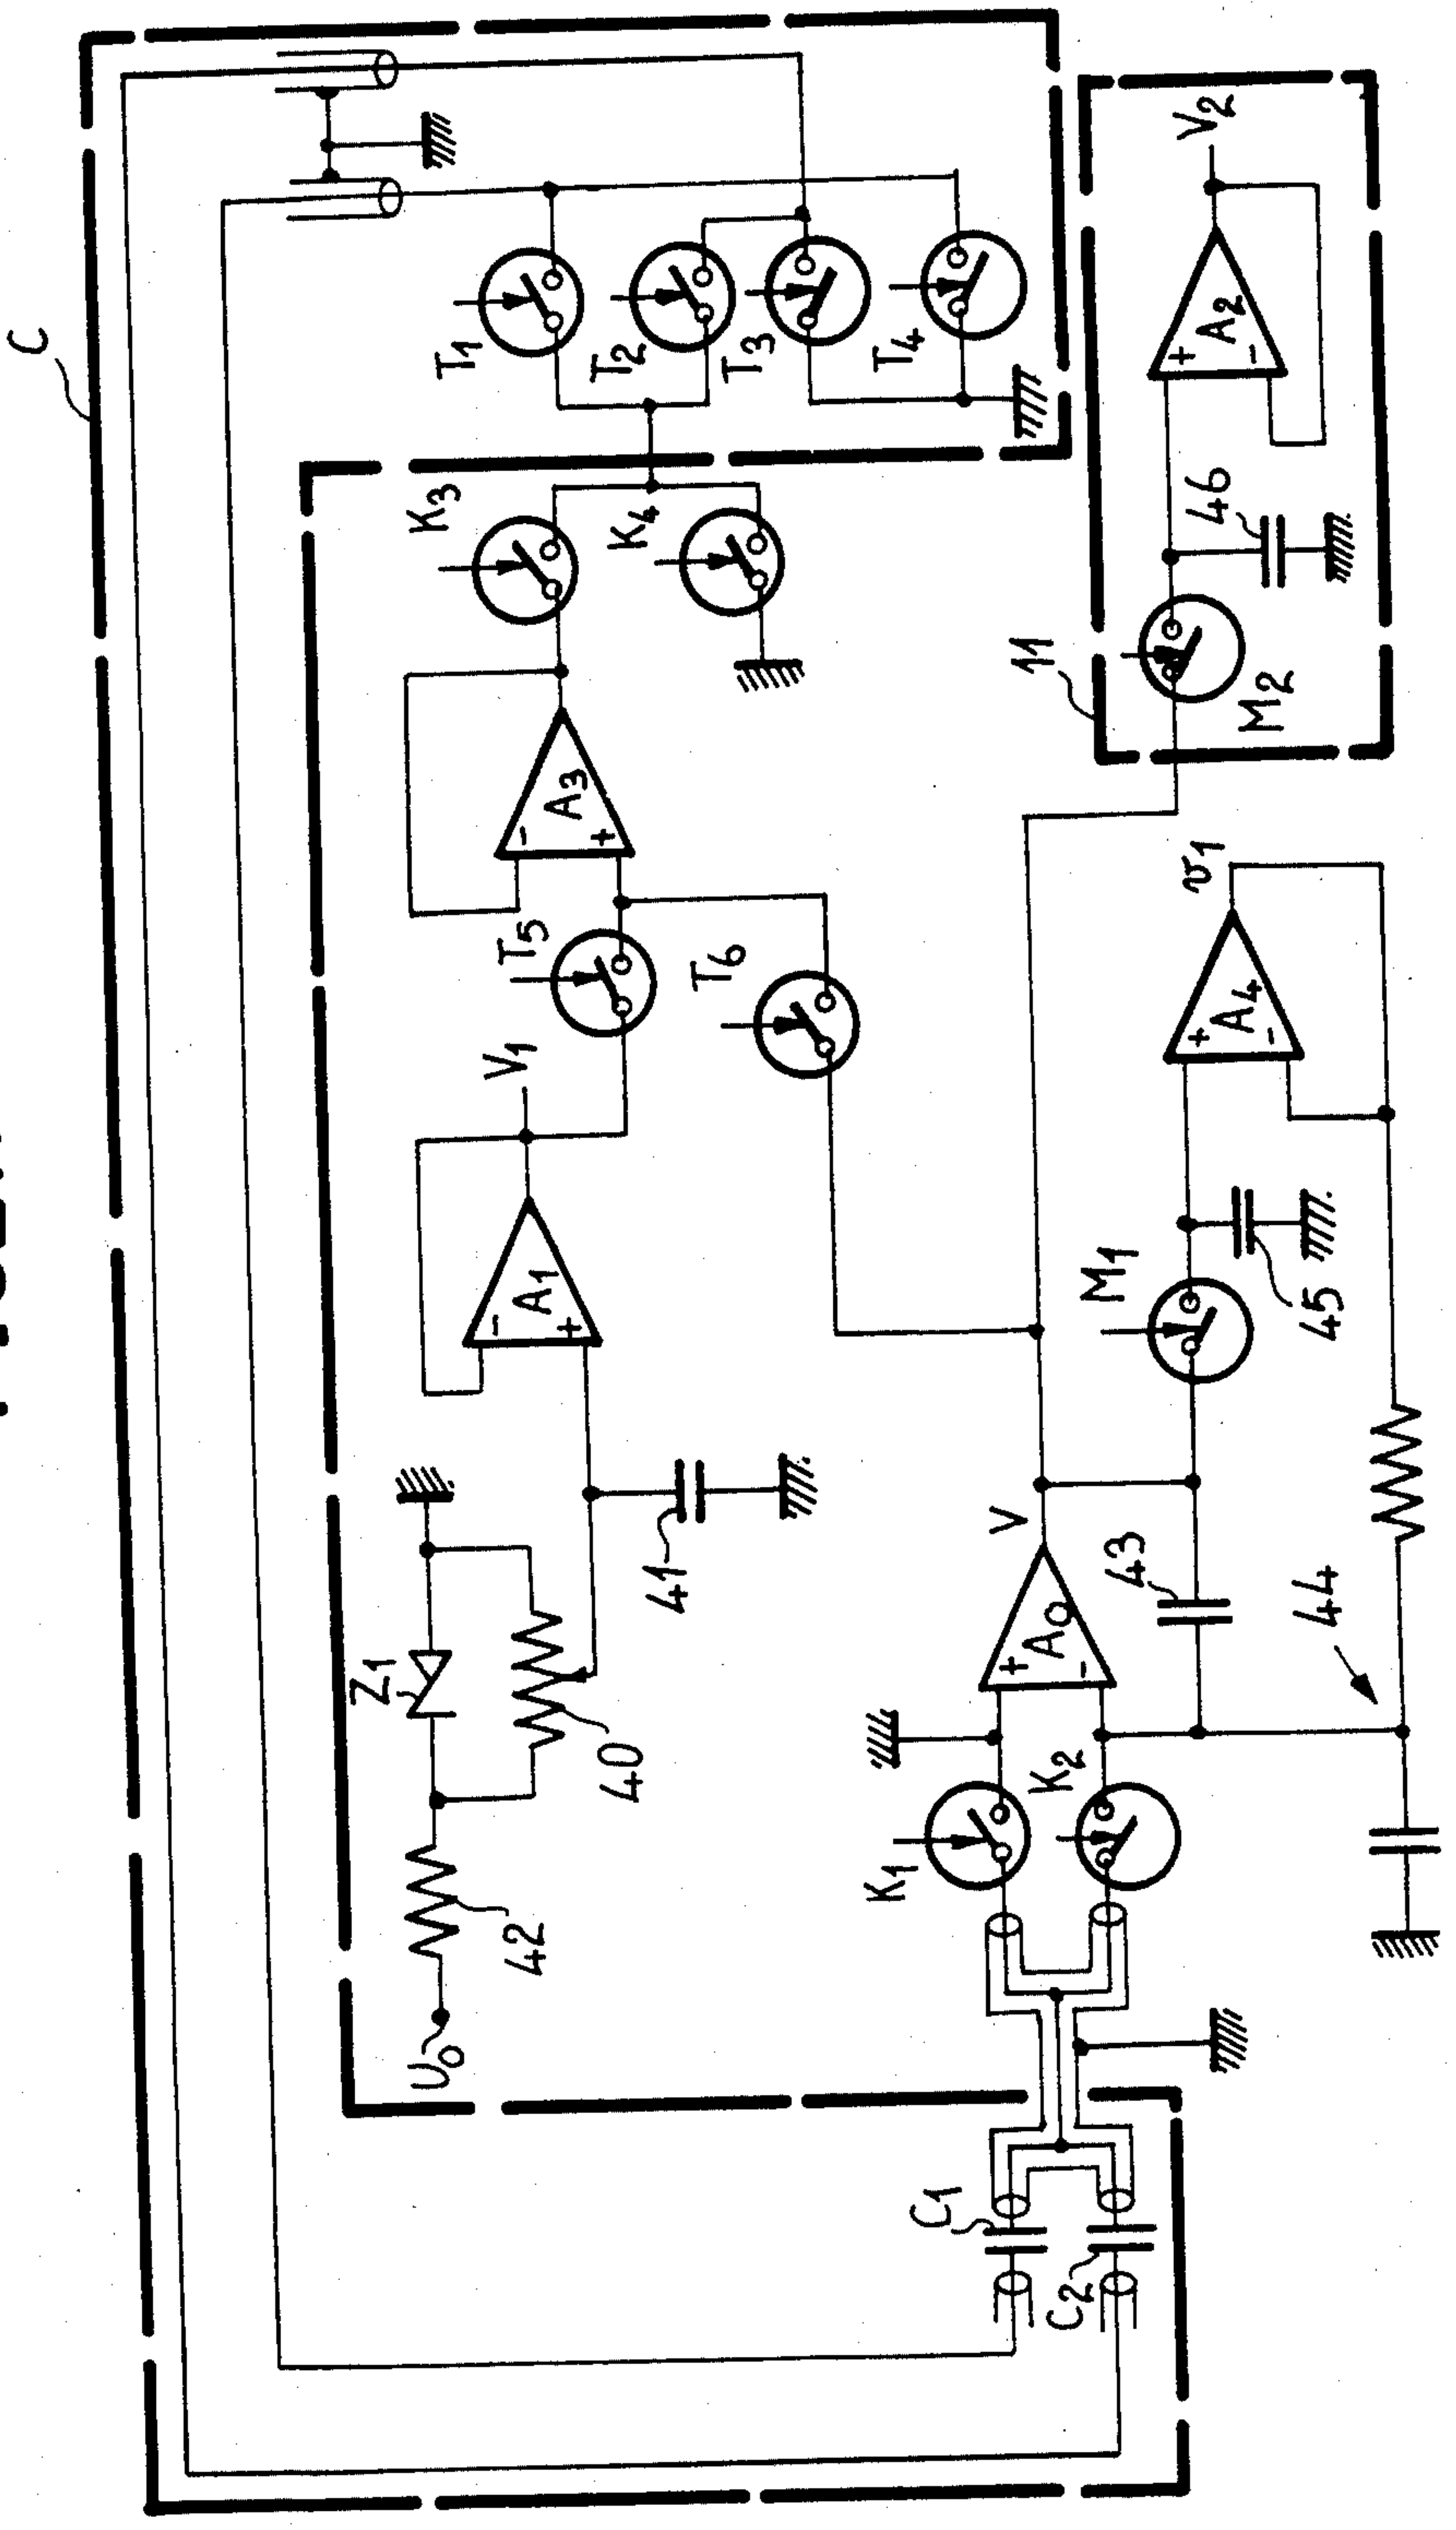 C
U₀
42
Z₁
40
41
-
A₁
+
V₁
T₅
-
A₃
+
K₃
T₁
T₂
T₃
T₄
K₄
T₆
C₁
C₂
K₁
K₂
+
A₀
-
V
43
44
M₁
45
+
A₄
-
v₁
11
M₂
46
+
A₂
-
V₂